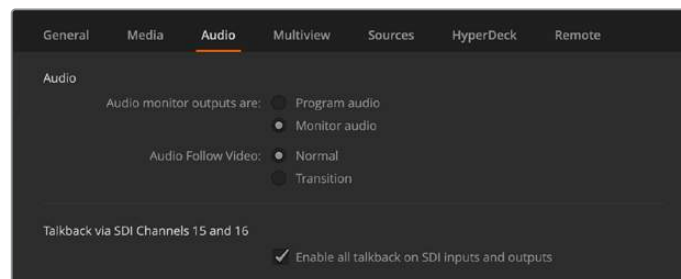 General Media Audio Multiview Sources HyperDeck Remote
Audio
Audio monitor outputs are: Program audio
Monitor audio
Audio Follow Video: Normal
Transition
Talkback via SDI Channels 15 and 16
Enable all talkback on SDI inputs and outputs